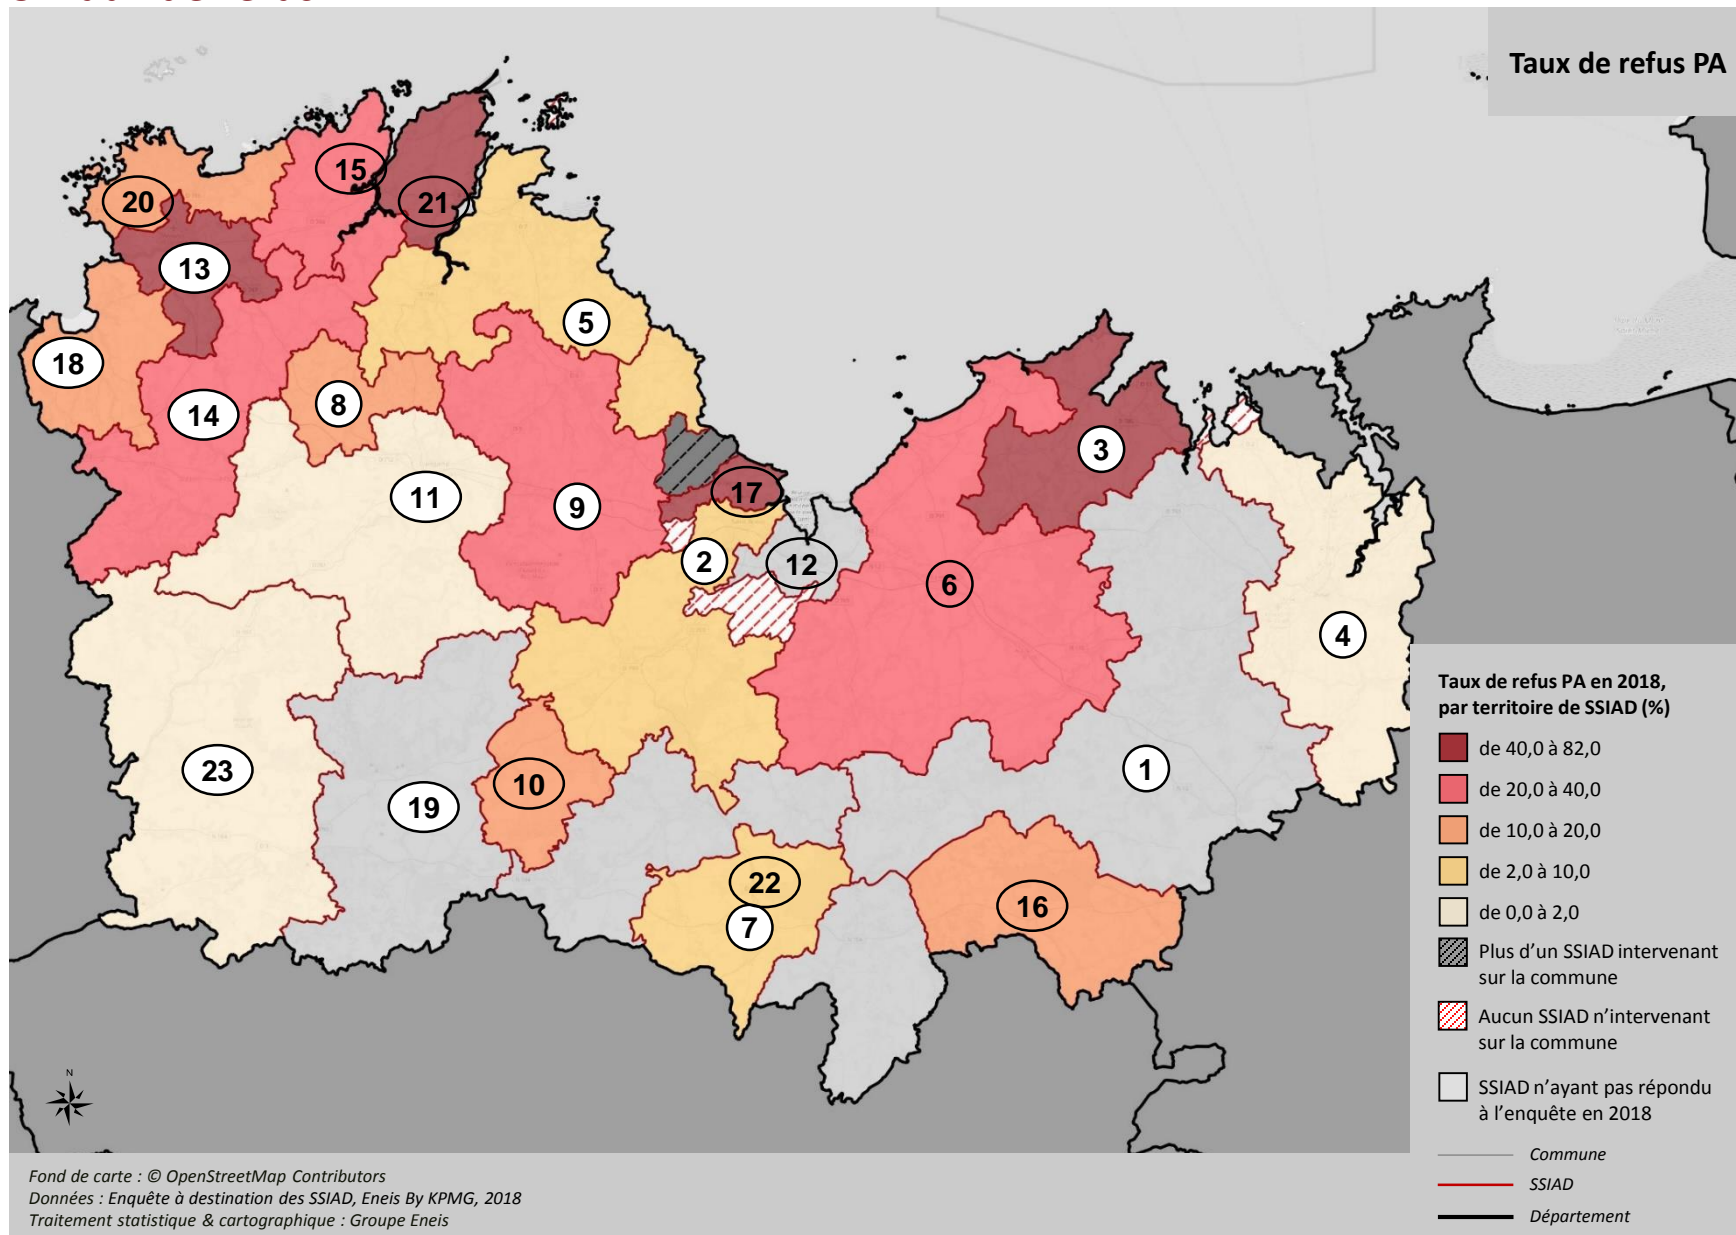 Taux de refus PA
15
20
21
13
5
18
8
14
3
11
17
9
2
12
6
4
23
10
1
19
22
16
7
N
Taux de refus PA en 2018,
par territoire de SSIAD (%)
de 40,0 à 82,0
de 20,0 à 40,0
de 10,0 à 20,0
de 2,0 à 10,0
de 0,0 à 2,0
Plus d’un SSIAD intervenant
sur la commune
Aucun SSIAD n’intervenant
sur la commune
SSIAD n’ayant pas répondu
à l’enquête en 2018
Commune
SSIAD
Département
Fond de carte : © OpenStreetMap Contributors
Données : Enquête à destination des SSIAD, Eneis By KPMG, 2018
Traitement statistique & cartographique : Groupe Eneis